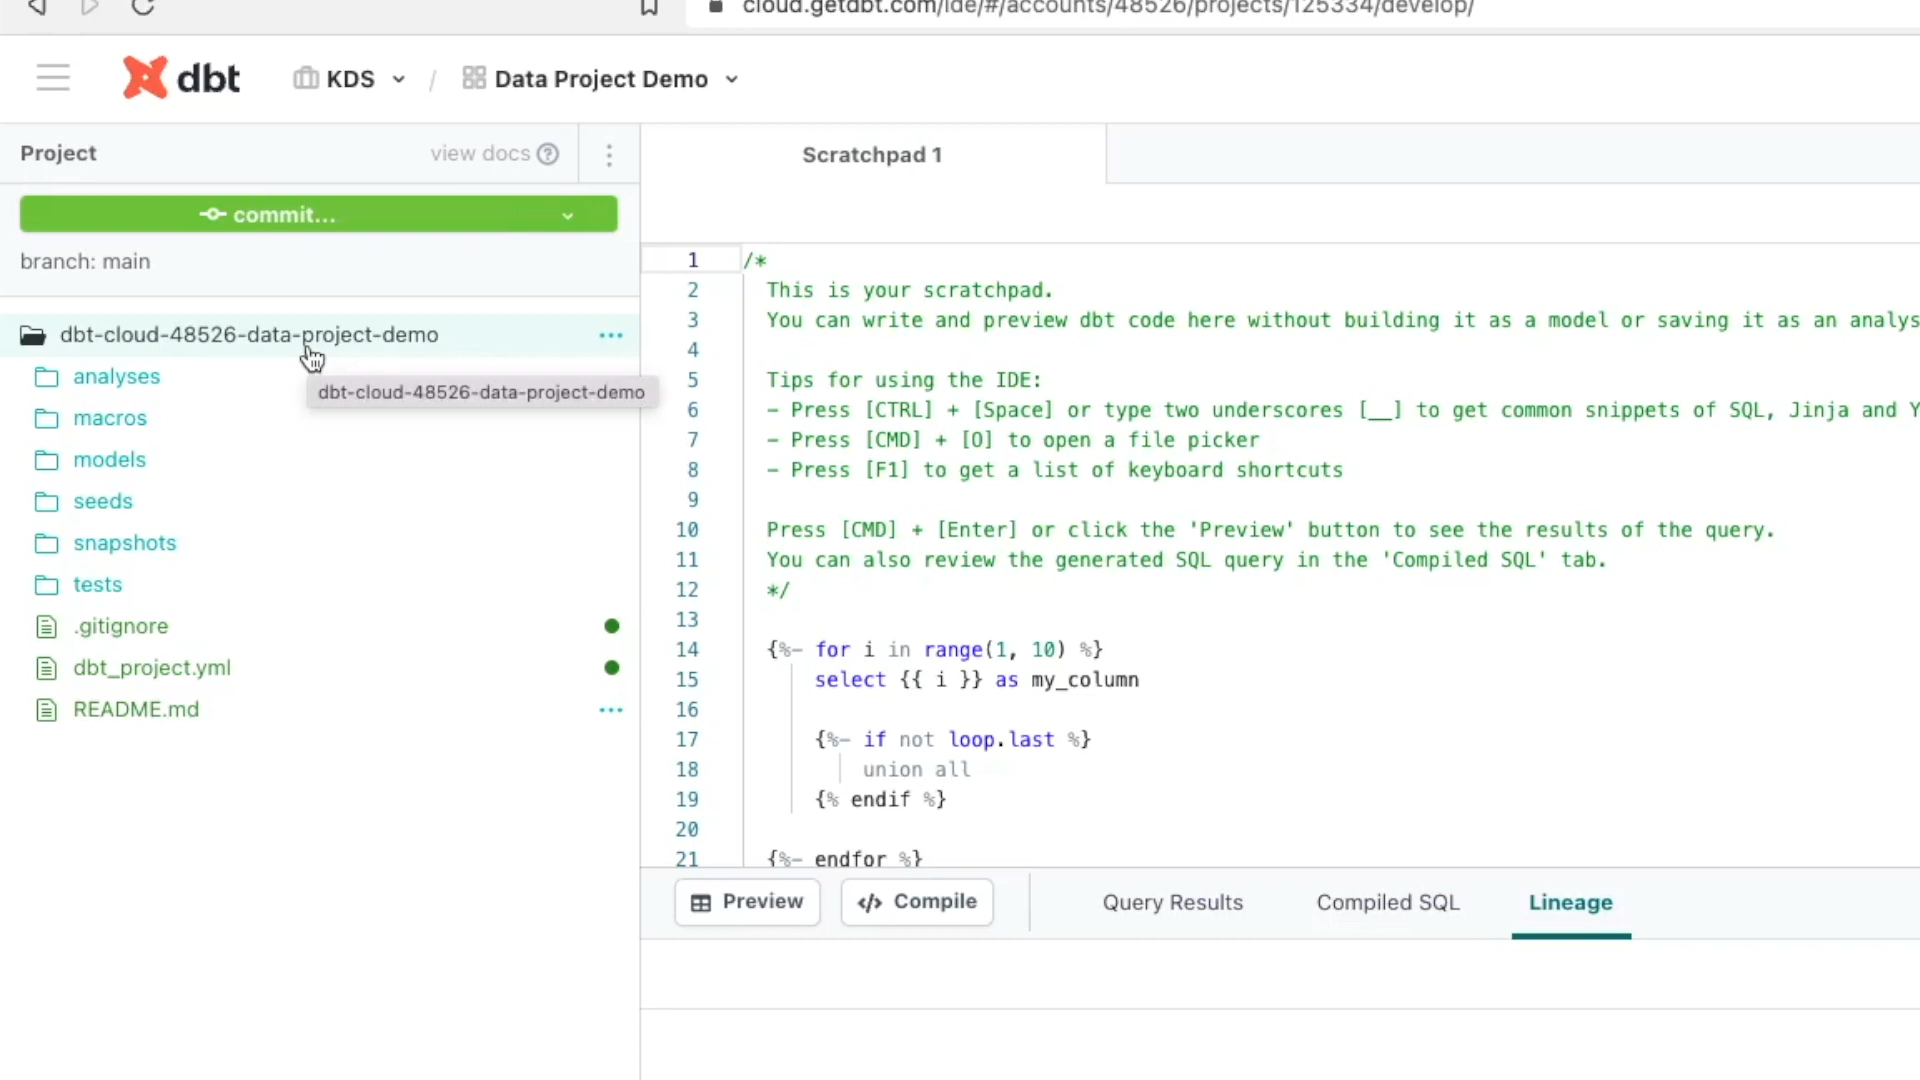 cloud.getdbt.com/ide/#/accounts/48526/projects/125334/develop/
dbt KDS / Data Project Demo
Project view docs
Scratchpad 1
commit...
branch: main
dbt-cloud-48526-data-project-demo
analyses
dbt-cloud-48526-data-project-demo
macros
models
seeds
snapshots
tests
.gitignore
dbt_project.yml
README.md
1 /*
2 This is your scratchpad.
3 You can write and preview dbt code here without building it as a model or saving it as an analys
4
5 Tips for using the IDE:
6 - Press [CTRL] + [Space] or type two underscores [__] to get common snippets of SQL, Jinja and Y
7 - Press [CMD] + [O] to open a file picker
8 - Press [F1] to get a list of keyboard shortcuts
9
10 Press [CMD] + [Enter] or click the 'Preview' button to see the results of the query.
11 You can also review the generated SQL query in the 'Compiled SQL' tab.
12 */
13
14 {%- for i in range(1, 10) %}
15 select {{ i }} as my_column
16
17 {%- if not loop.last %}
18 union all
19 {% endif %}
20
21 {%- endfor %}
Preview </> Compile Query Results Compiled SQL Lineage